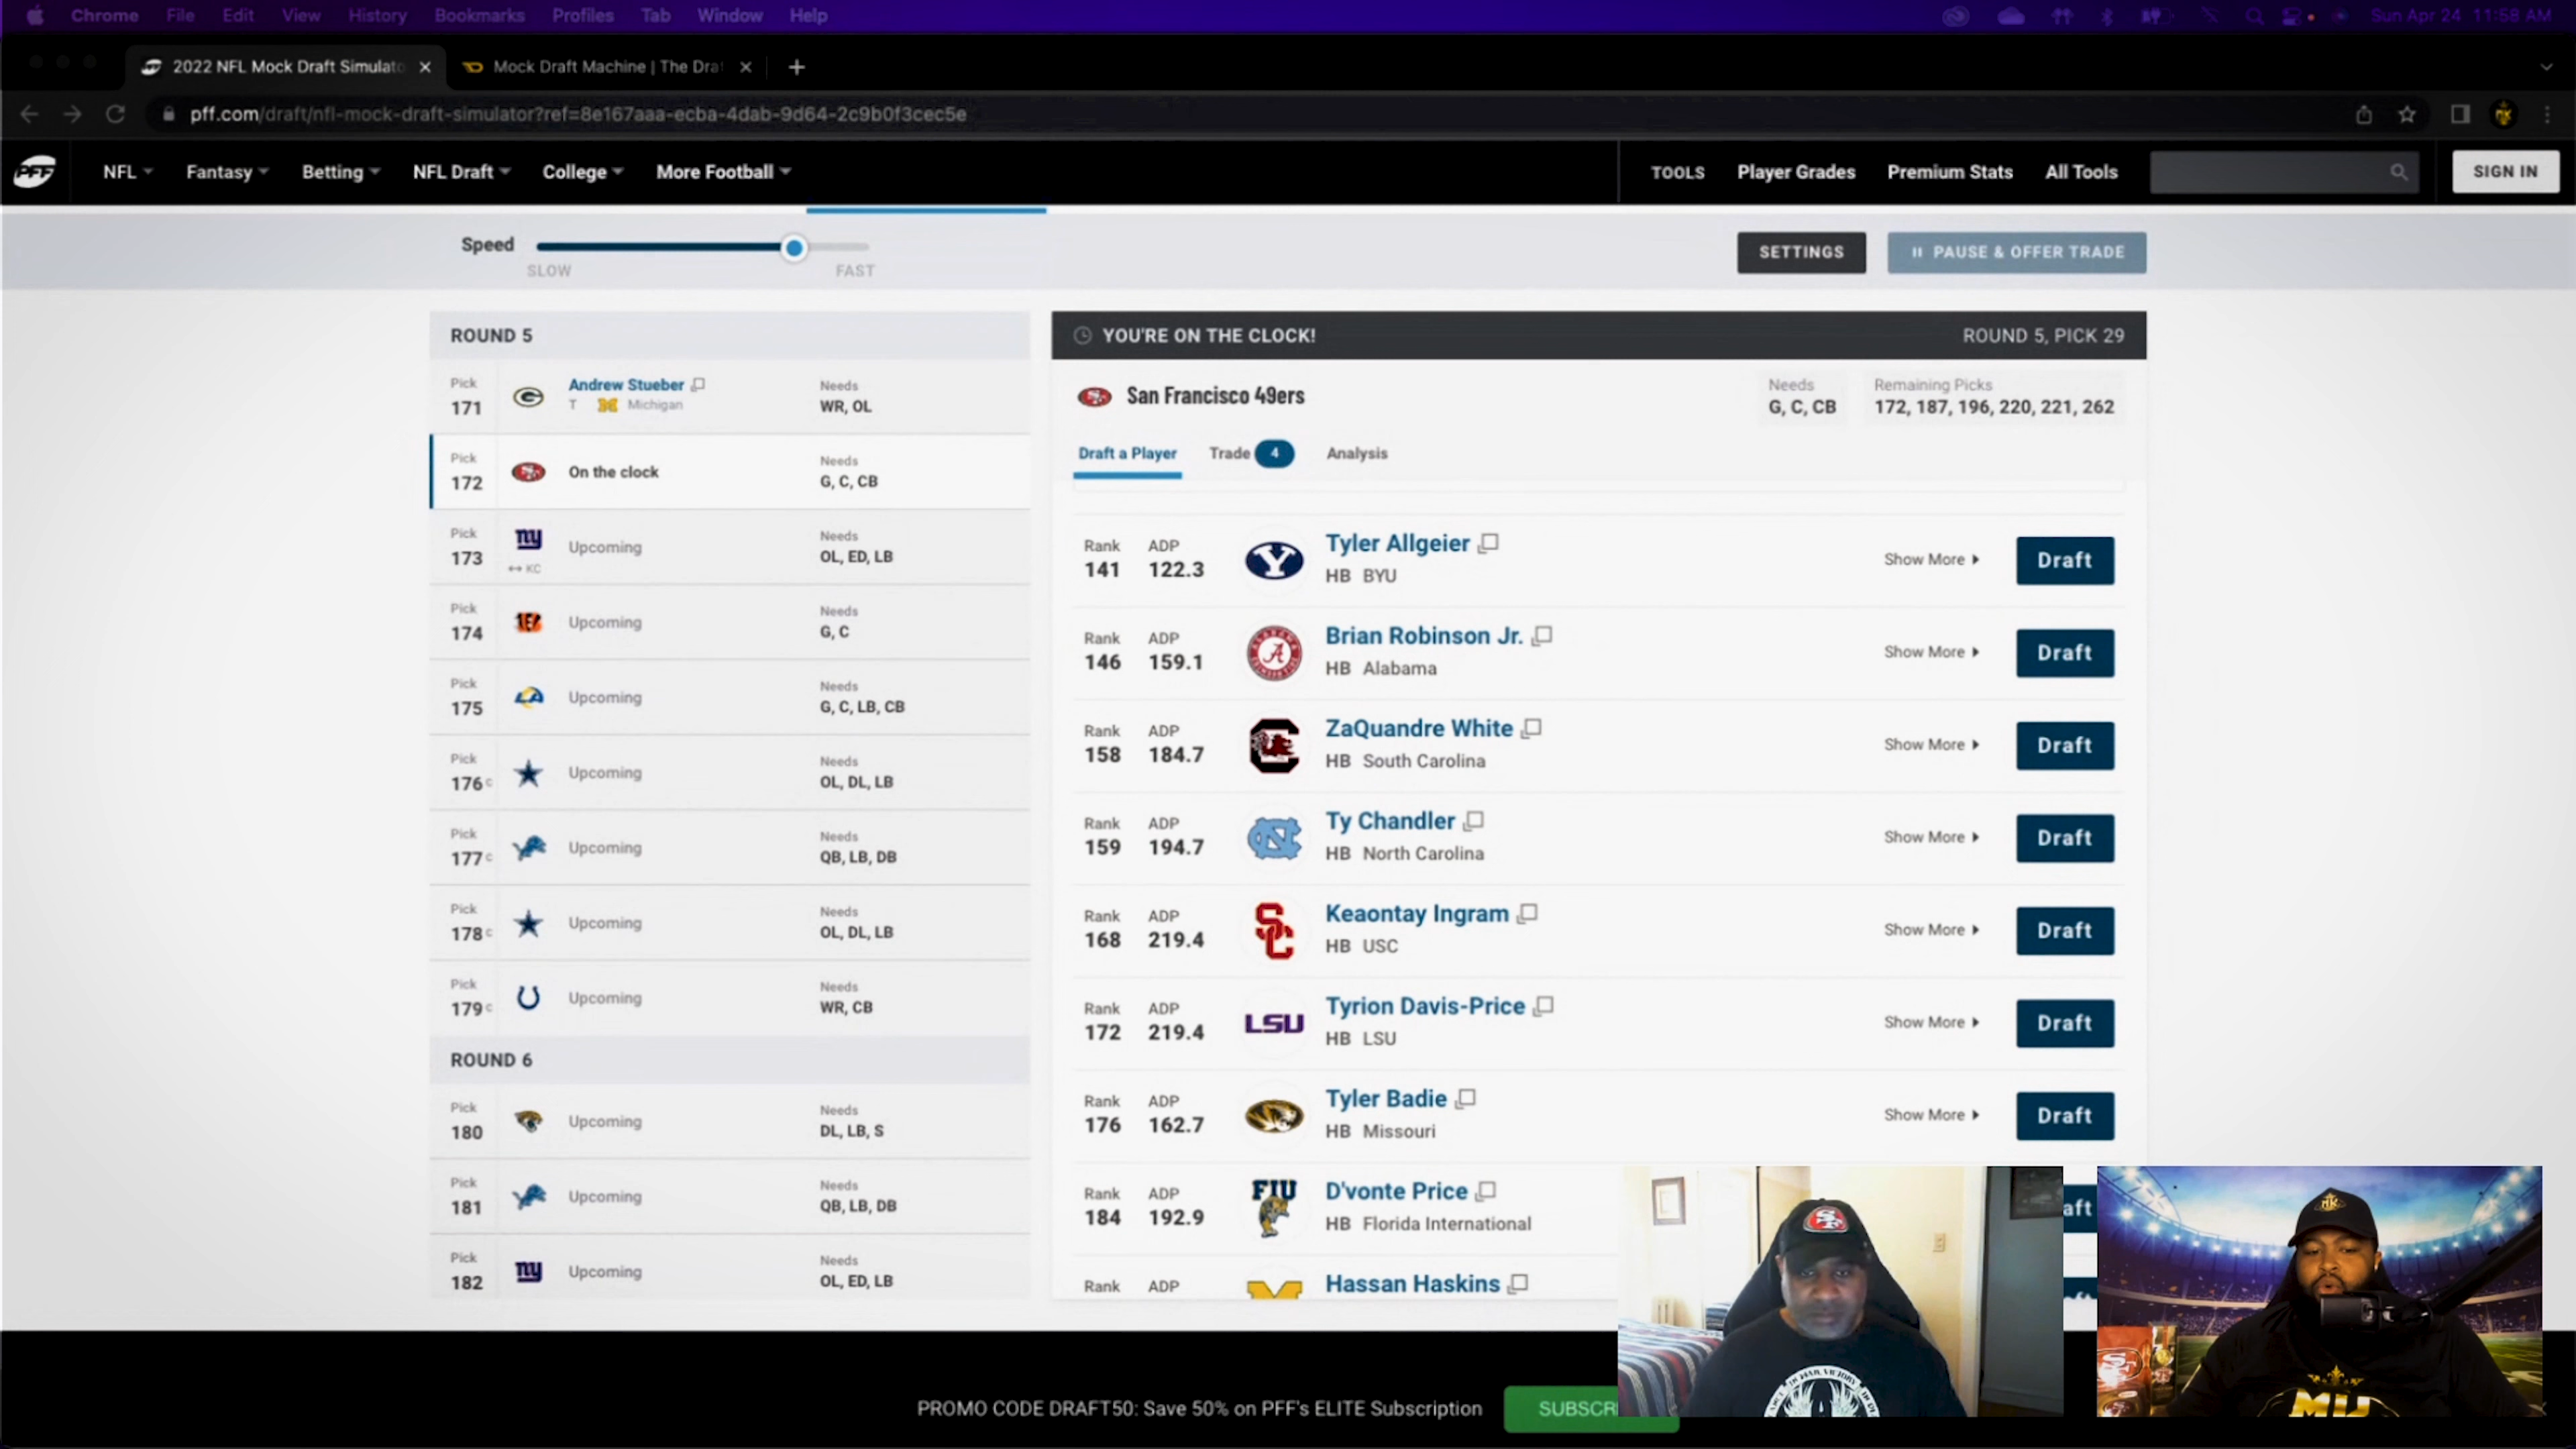 Chrome File Edit View History Bookmarks Profiles Tab Window Help Sun Apr 24 11:58 AM
2022 NFL Mock Draft Simulato Mock Draft Machine | The Dra
pff.com/draft/nfl-mock-draft-simulator?ref=8e167aaa-ecba-4dab-9d64-2c9b0f3cec5e
PFF NFL Fantasy Betting NFL Draft College More Football TOOLS Player Grades Premium Stats All Tools SIGN IN
Speed SLOW FAST SETTINGS PAUSE & OFFER TRADE
ROUND 5
Pick 171 Andrew Stueber T Michigan Needs WR, OL
Pick 172 On the clock Needs G, C, CB
Pick 173 KC Upcoming Needs OL, ED, LB
Pick 174 Upcoming Needs G, C
Pick 175 Upcoming Needs G, C, LB, CB
Pick 176 C Upcoming Needs OL, DL, LB
Pick 177 C Upcoming Needs QB, LB, DB
Pick 178 C Upcoming Needs OL, DL, LB
Pick 179 C Upcoming Needs WR, CB
ROUND 6
Pick 180 Upcoming Needs DL, LB, S
Pick 181 Upcoming Needs QB, LB, DB
Pick 182 Upcoming Needs OL, ED, LB
YOU'RE ON THE CLOCK! ROUND 5, PICK 29
San Francisco 49ers Needs G, C, CB Remaining Picks 172, 187, 196, 220, 221, 262
Draft a Player Trade 4 Analysis
Rank 141 ADP 122.3 Tyler Allgeier HB BYU Show More Draft
Rank 146 ADP 159.1 Brian Robinson Jr. HB Alabama Show More Draft
Rank 158 ADP 184.7 ZaQuandre White HB South Carolina Show More Draft
Rank 159 ADP 194.7 Ty Chandler HB North Carolina Show More Draft
Rank 168 ADP 219.4 Keaontay Ingram HB USC Show More Draft
Rank 172 ADP 219.4 LSU Tyrion Davis-Price HB LSU Show More Draft
Rank 176 ADP 162.7 Tyler Badie HB Missouri Show More Draft
Rank 184 ADP 192.9 FIU D'vonte Price HB Florida International aft
Rank ADP Hassan Haskins
PROMO CODE DRAFT50: Save 50% on PFF's ELITE Subscription SUBSCRI